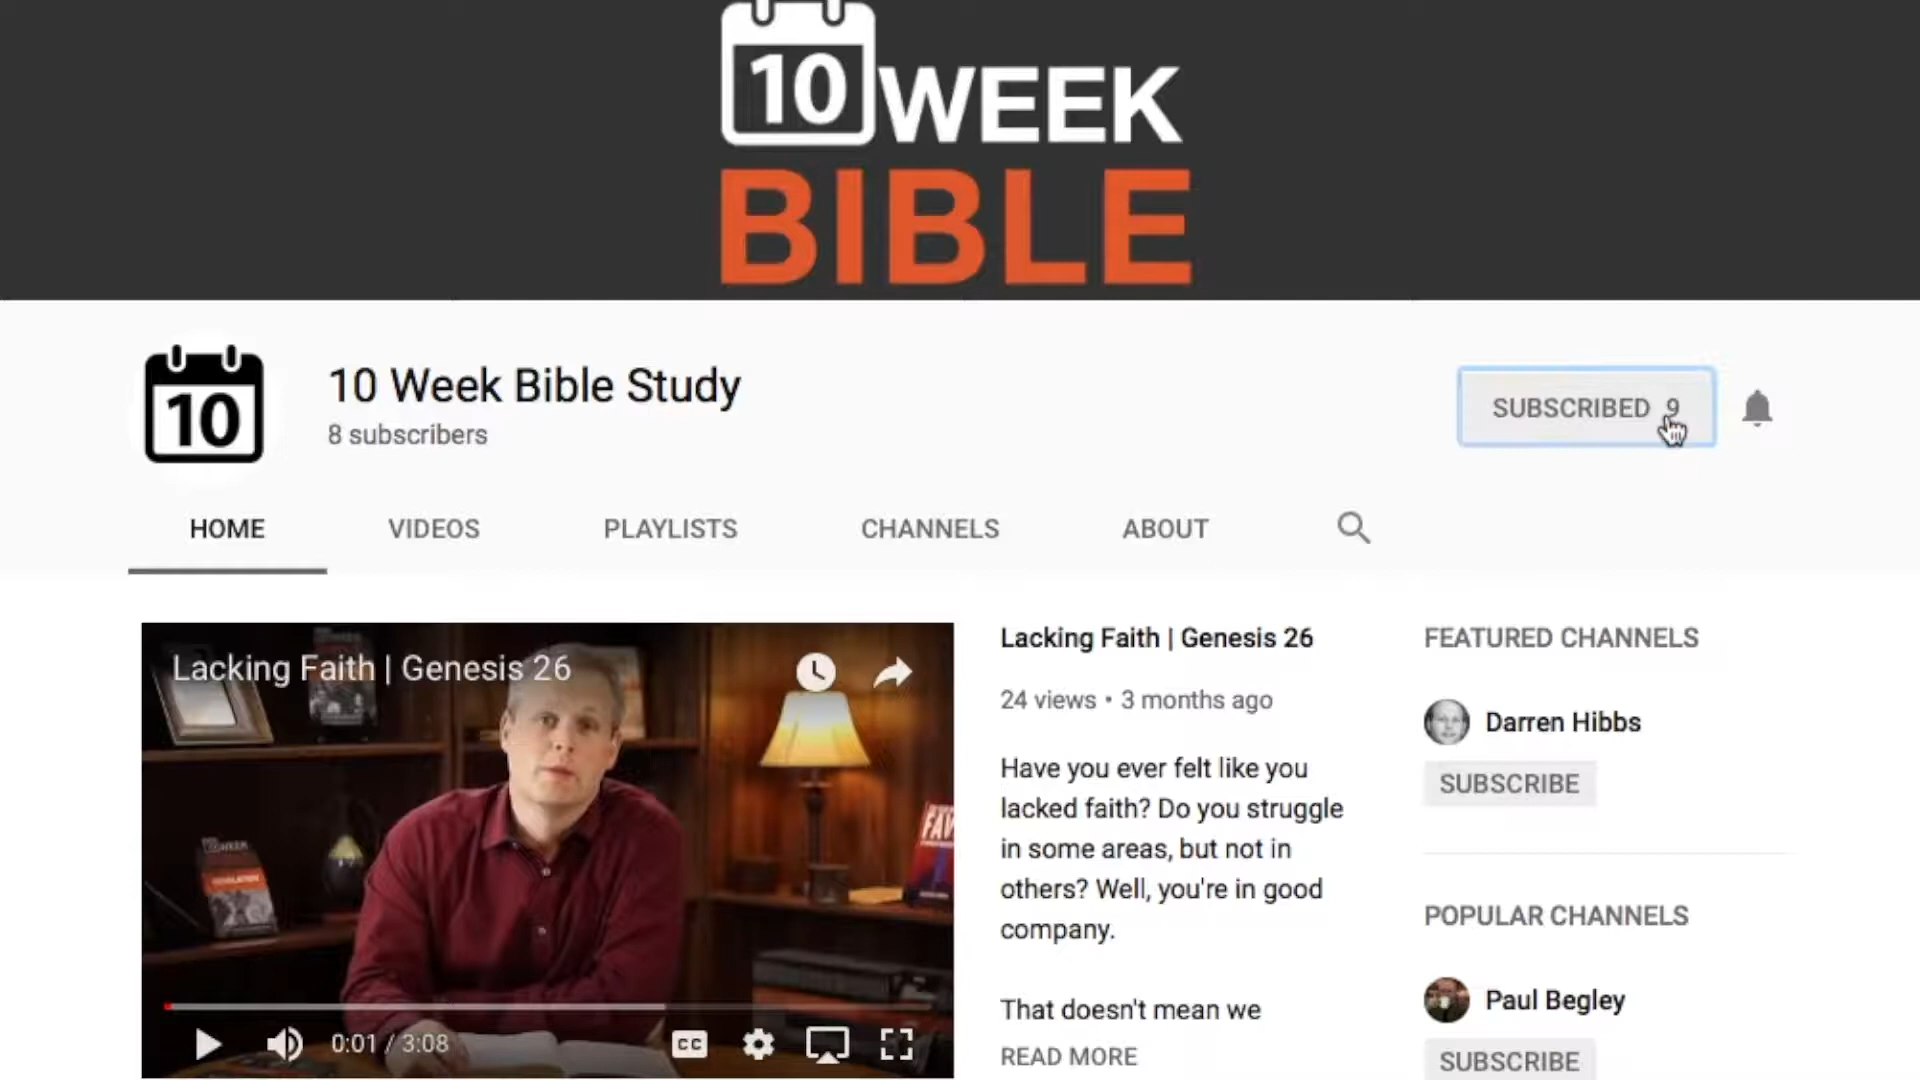 10 WEEK
BIBLE
10
10 Week Bible Study
8 subscribers
SUBSCRIBED 9
HOME
VIDEOS
PLAYLISTS
CHANNELS
ABOUT
Lacking Faith | Genesis 26
0:01 / 3:08
CC
Lacking Faith | Genesis 26
24 views • 3 months ago
Have you ever felt like you
lacked faith? Do you struggle
in some areas, but not in
others? Well, you're in good
company.
That doesn't mean we
READ MORE
FEATURED CHANNELS
Darren Hibbs
SUBSCRIBE
POPULAR CHANNELS
Paul Begley
SUBSCRIBE